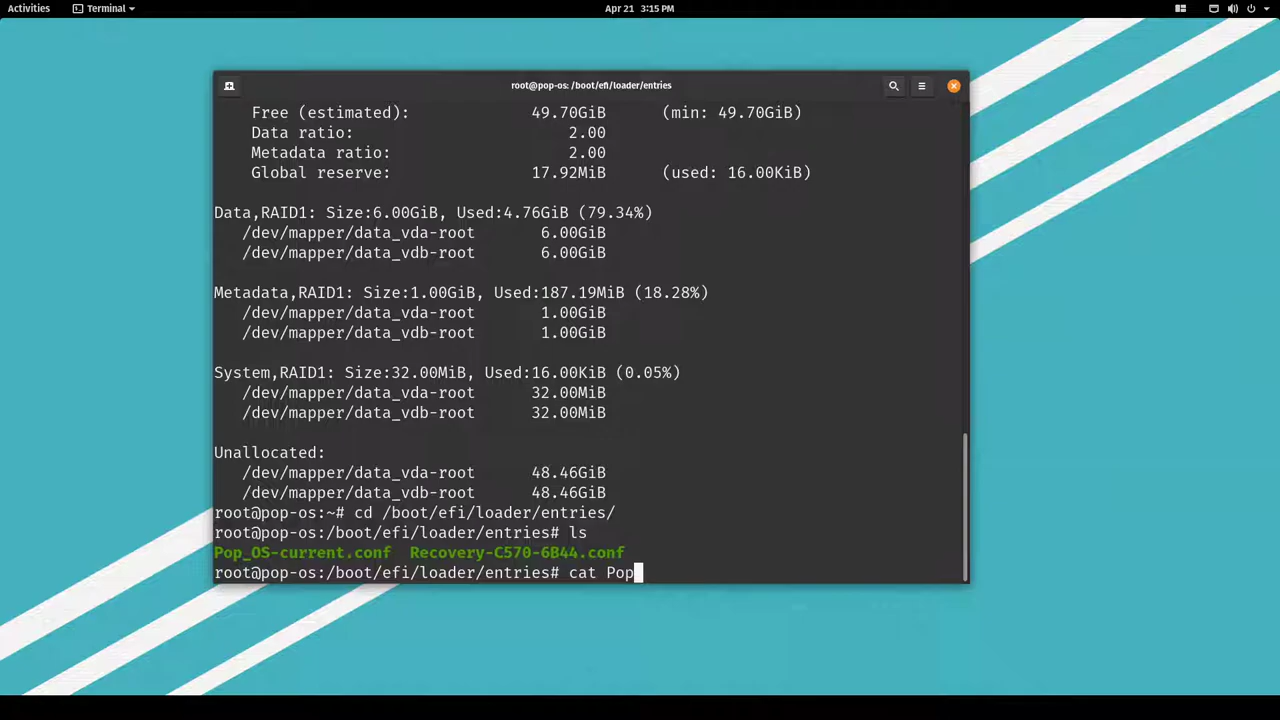 Activities Terminal Apr 21 3:15 PM
root@pop-os: /boot/efi/loader/entries
Free (estimated): 49.70GiB (min: 49.70GiB)
Data ratio: 2.00
Metadata ratio: 2.00
Global reserve: 17.92MiB (used: 16.00KiB)
Data,RAID1: Size:6.00GiB, Used:4.76GiB (79.34%)
/dev/mapper/data_vda-root 6.00GiB
/dev/mapper/data_vdb-root 6.00GiB
Metadata,RAID1: Size:1.00GiB, Used:187.19MiB (18.28%)
/dev/mapper/data_vda-root 1.00GiB
/dev/mapper/data_vdb-root 1.00GiB
System,RAID1: Size:32.00MiB, Used:16.00KiB (0.05%)
/dev/mapper/data_vda-root 32.00MiB
/dev/mapper/data_vdb-root 32.00MiB
Unallocated:
/dev/mapper/data_vda-root 48.46GiB
/dev/mapper/data_vdb-root 48.46GiB
root@pop-os:~# cd /boot/efi/loader/entries/
root@pop-os:/boot/efi/loader/entries# ls
Pop_OS-current.conf Recovery-C570-6B44.conf
root@pop-os:/boot/efi/loader/entries# cat Pop